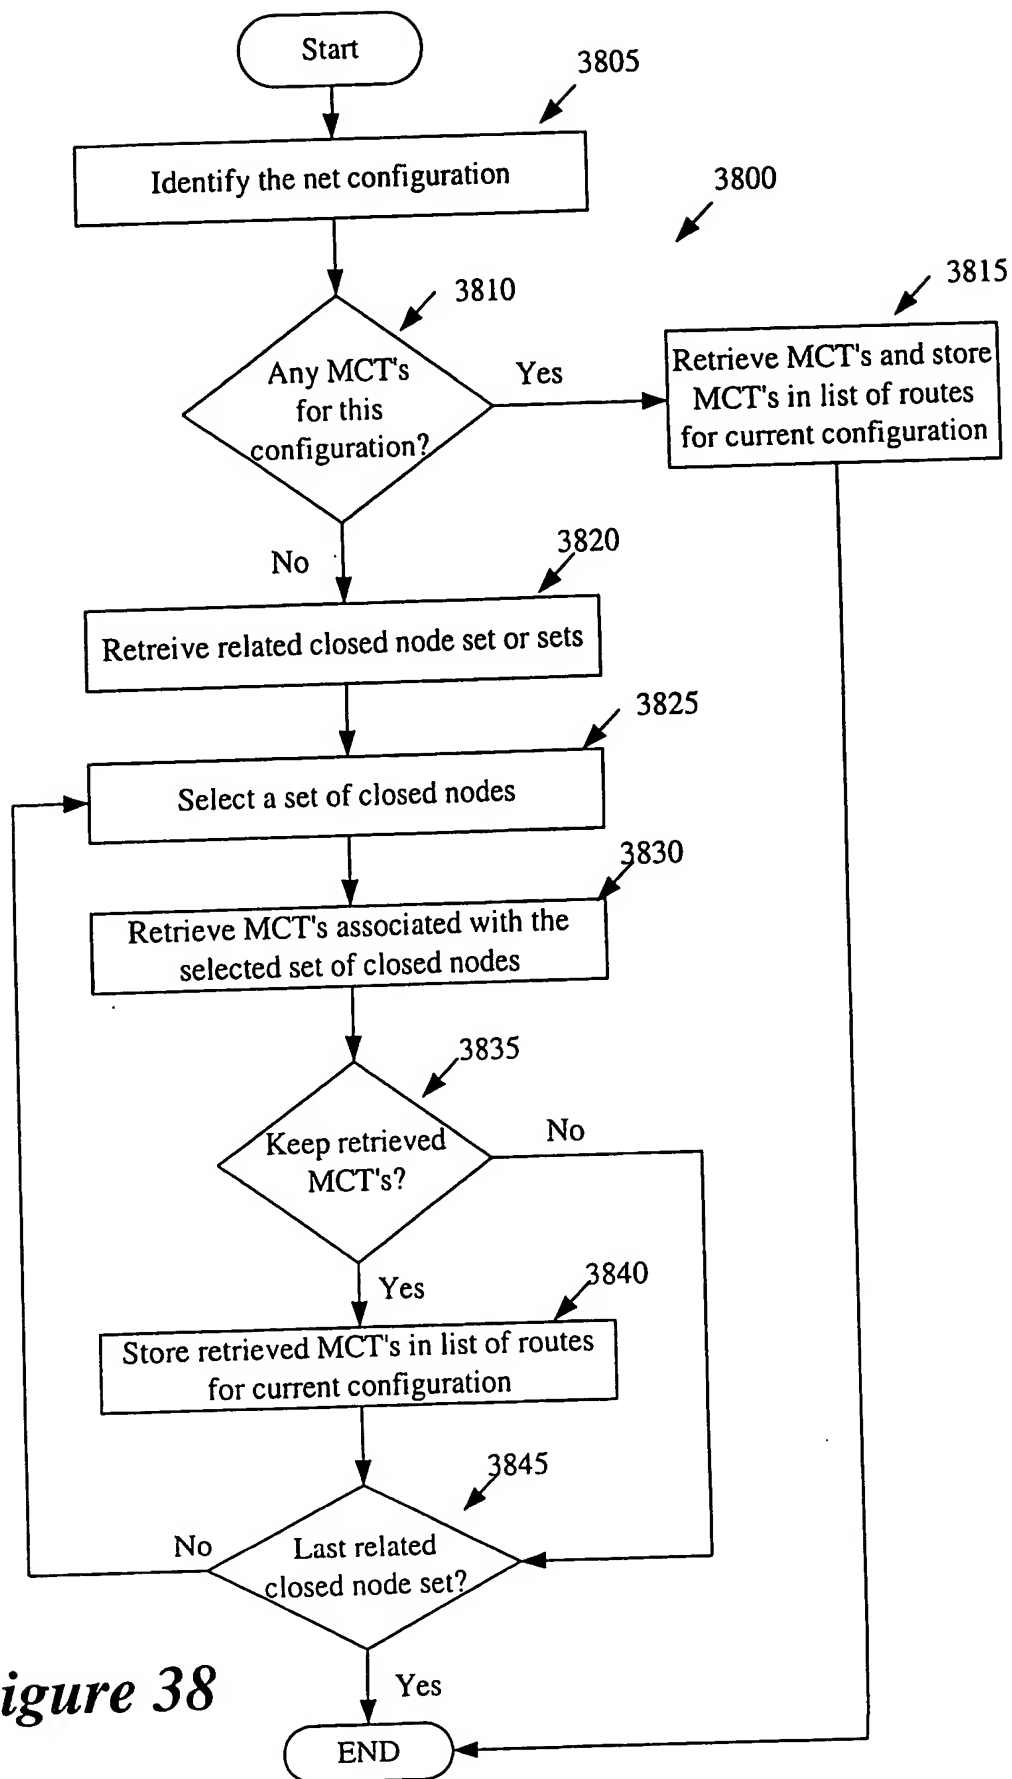 Start
3805
Identify the net configuration
3800
3810
3815
Any MCT's
for this
configuration?
Yes
Retrieve MCT's and store
MCT's in list of routes
for current configuration
No
3820
Retreive related closed node set or sets
3825
Select a set of closed nodes
3830
Retrieve MCT's associated with the
selected set of closed nodes
3835
Keep retrieved
MCT's?
No
Yes
3840
Store retrieved MCT's in list of routes
for current configuration
3845
No
Last related
closed node set?
Yes
igure 38
END